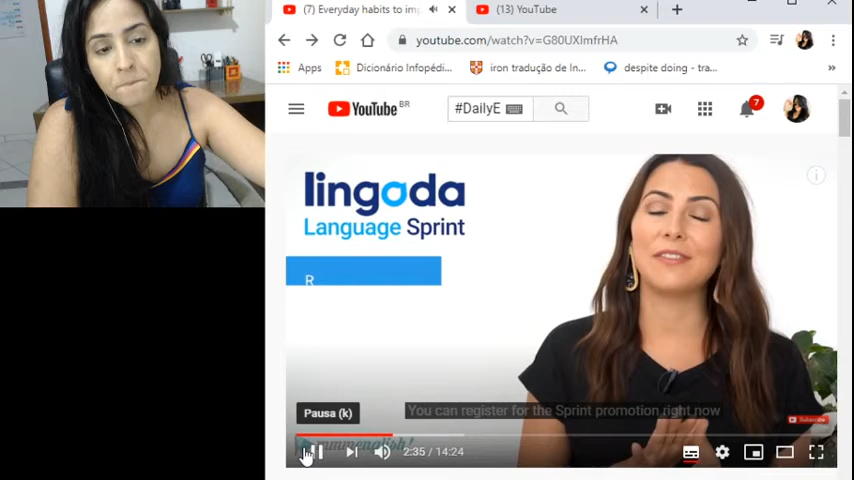 (7) Everyday habits to im
(13) YouTube
youtube.com/watch?v=G80UXImfrHA
Apps
Dicionário Infopédi...
iron tradução de In...
despite doing - tra...
YouTube BR
#DailyE
7
lingoda
Language Sprint
R
You can register for the Sprint promotion right now
Pausa (k)
Subscribe
2:35 / 14:24